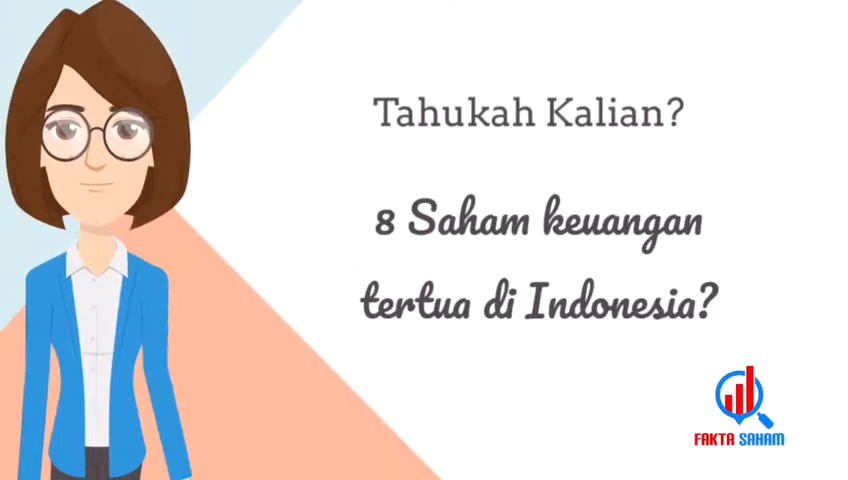 Tahukah Kalian?
8 Saham keuangan
tertua di Indonesia?
FAKTA SAHAM